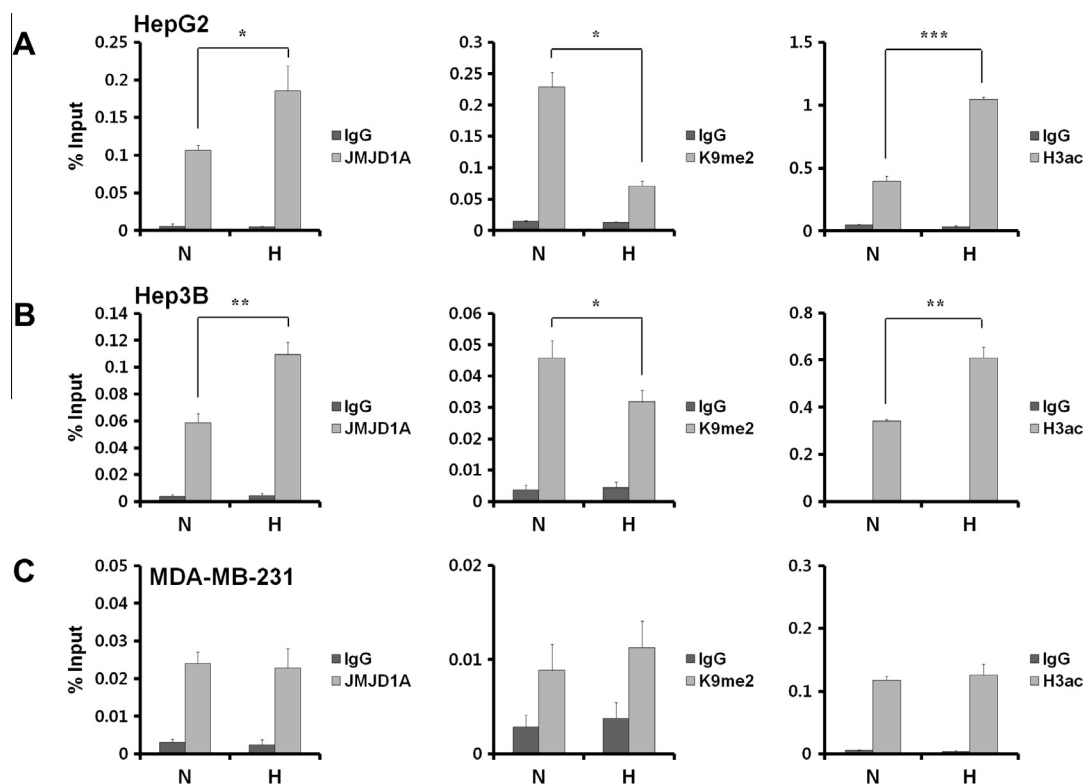 A
HepG2
% Input
0.25
0.2
0.15
0.1
0.05
0
*
N H
IgG
JMJD1A
0.3
0.25
0.2
0.15
0.1
0.05
0
*
N H
IgG
K9me2
1.5
1
0.5
0
***
N H
IgG
H3ac
B
Hep3B
% Input
0.14
0.12
0.1
0.08
0.06
0.04
0.02
0
**
N H
IgG
JMJD1A
0.06
0.05
0.04
0.03
0.02
0.01
0
*
N H
IgG
K9me2
0.8
0.6
0.4
0.2
0
**
N H
IgG
H3ac
C
MDA-MB-231
% Input
0.05
0.04
0.03
0.02
0.01
0
N H
IgG
JMJD1A
0.02
0.01
0.00
N H
IgG
K9me2
0.3
0.2
0.1
0
N H
IgG
H3ac